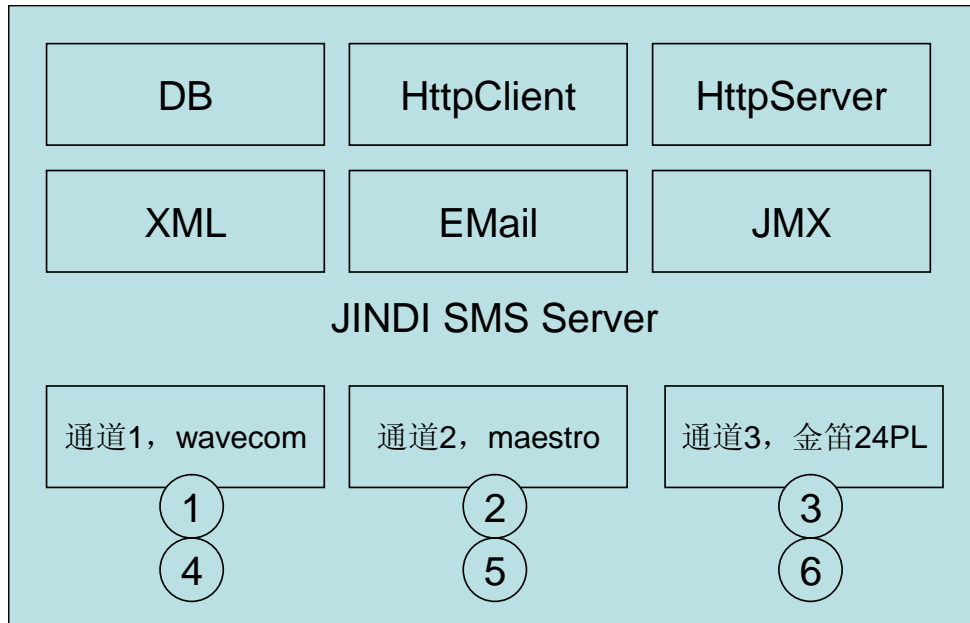 DB
HttpClient
HttpServer
XML
EMail
JMX
JINDI SMS Server
通道1，wavecom
通道2，maestro
通道3，金笛24PL
1
2
3
4
5
6